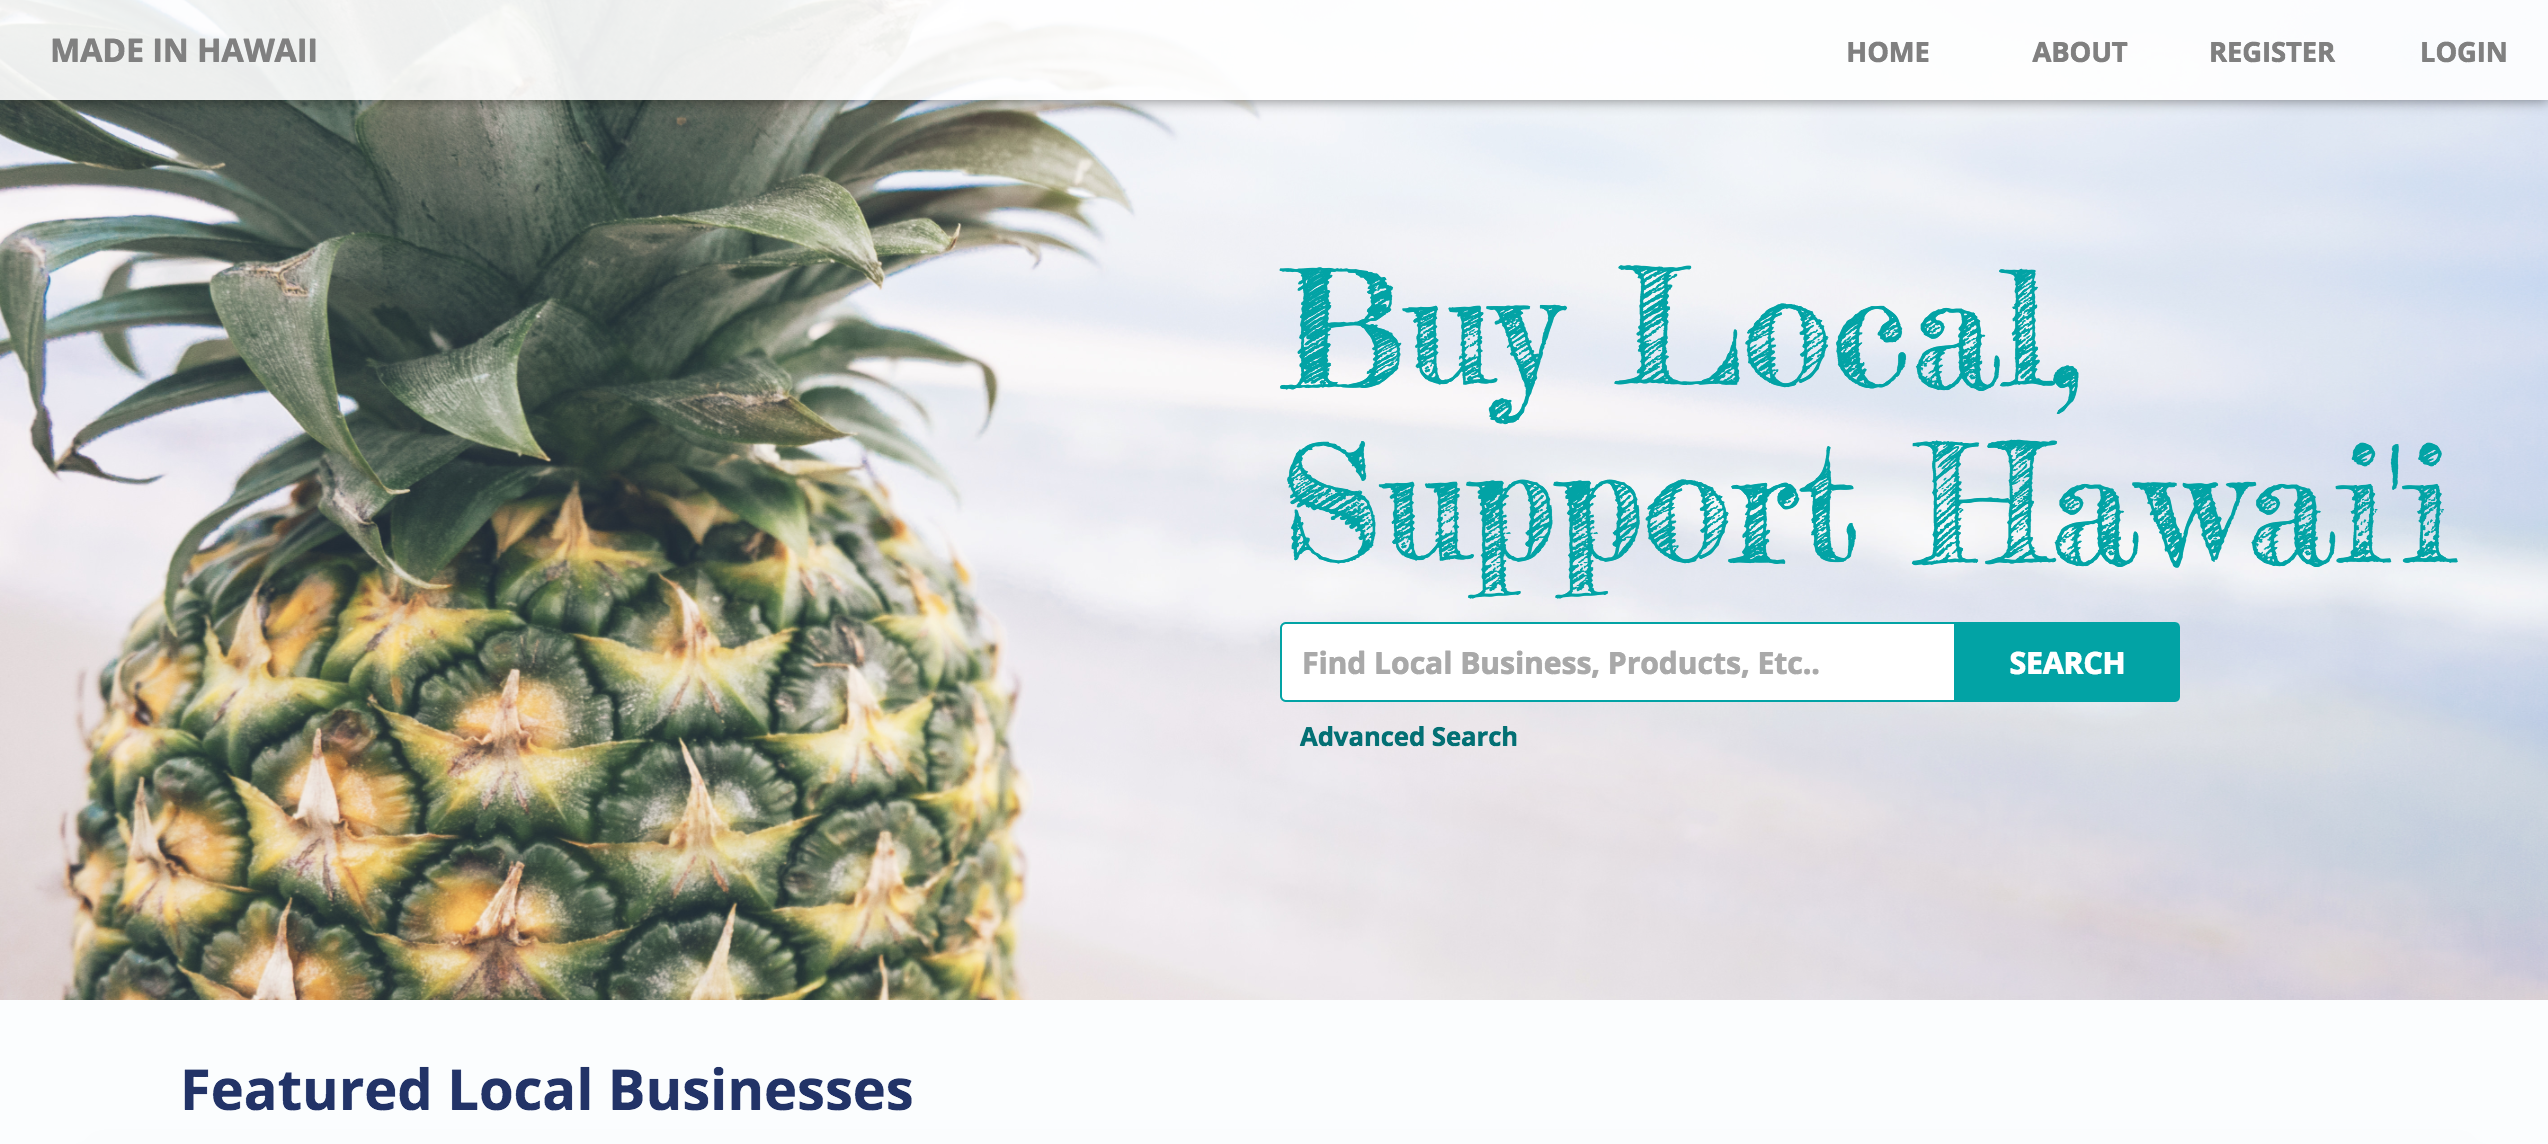 MADE IN HAWAII
HOME ABOUT REGISTER LOGIN
Buy Local,
Support Hawai'i
Find Local Business, Products, Etc..
SEARCH
Advanced Search
Featured Local Businesses